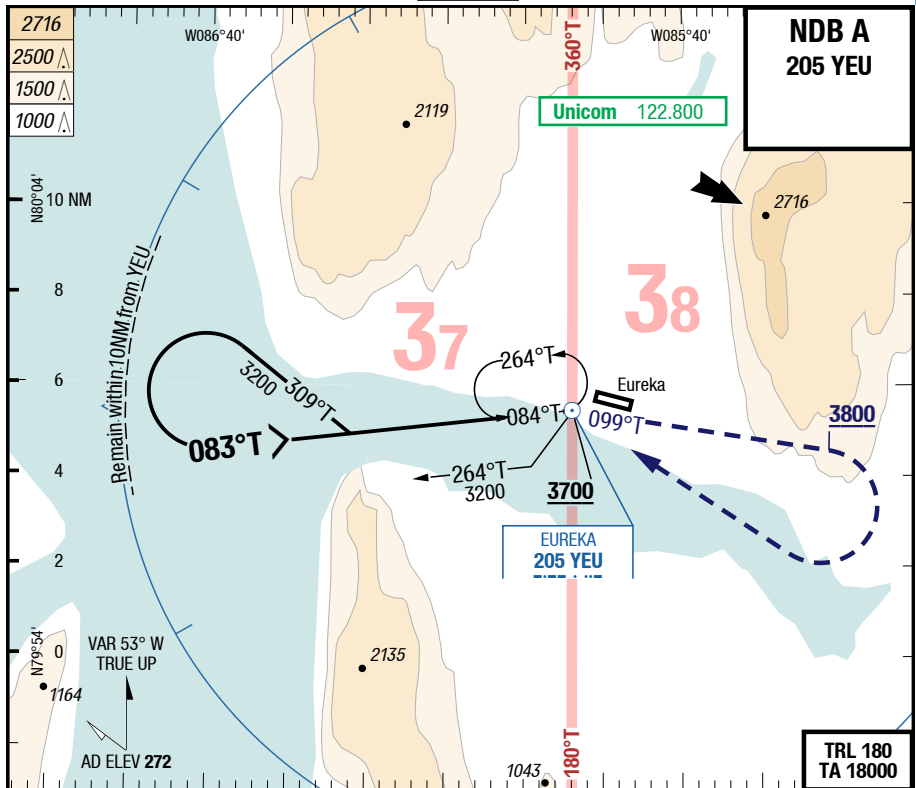 2716
2500
1500
1000
W086°40'
360°T
W085°40'
NDB A
205 YEU
Unicom 122.800
2119
2716
N80°04'
10 NM
8
6
4
2
0
N79°54'
Remain within 10NM from YEU
37
38
264°T
Eureka
3200
309°T
084°T
099°T
3800
083°T
264°T
3200
3700
EUREKA
205 YEU
VAR 53° W
TRUE UP
2135
1164
AD ELEV 272
1043
180°T
TRL 180
TA 18000